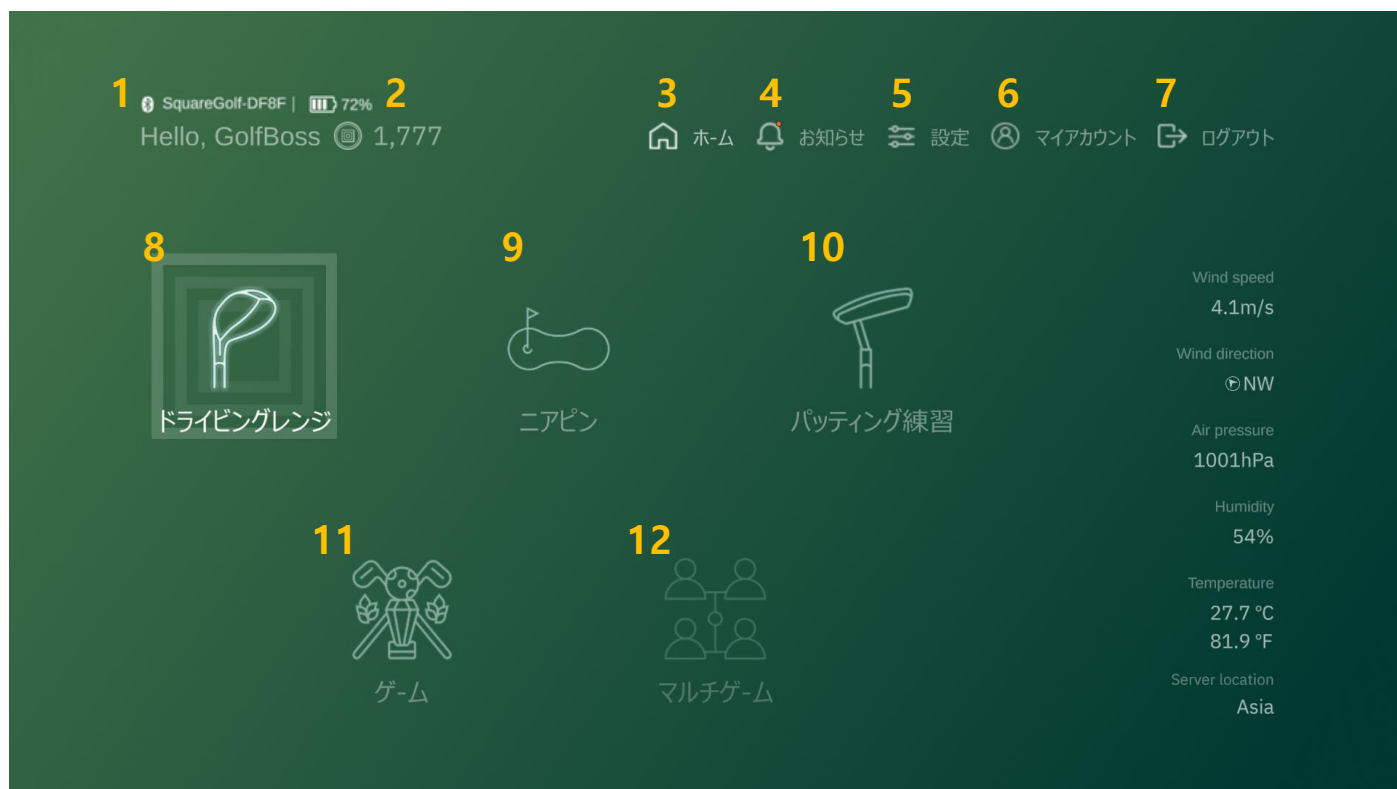 1 SquareGolf-DF8F | 72% 2
Hello, GolfBoss 1,777
3 4 5 6 7
ホーム お知らせ 設定 マイアカウント ログアウト
8 9 10
ドライビングレンジ ニアピン パッティング練習
11 12
ゲーム マルチゲーム
Wind speed
4.1m/s
Wind direction
NW
Air pressure
1001hPa
Humidity
54%
Temperature
27.7 °C
81.9 °F
Server location
Asia